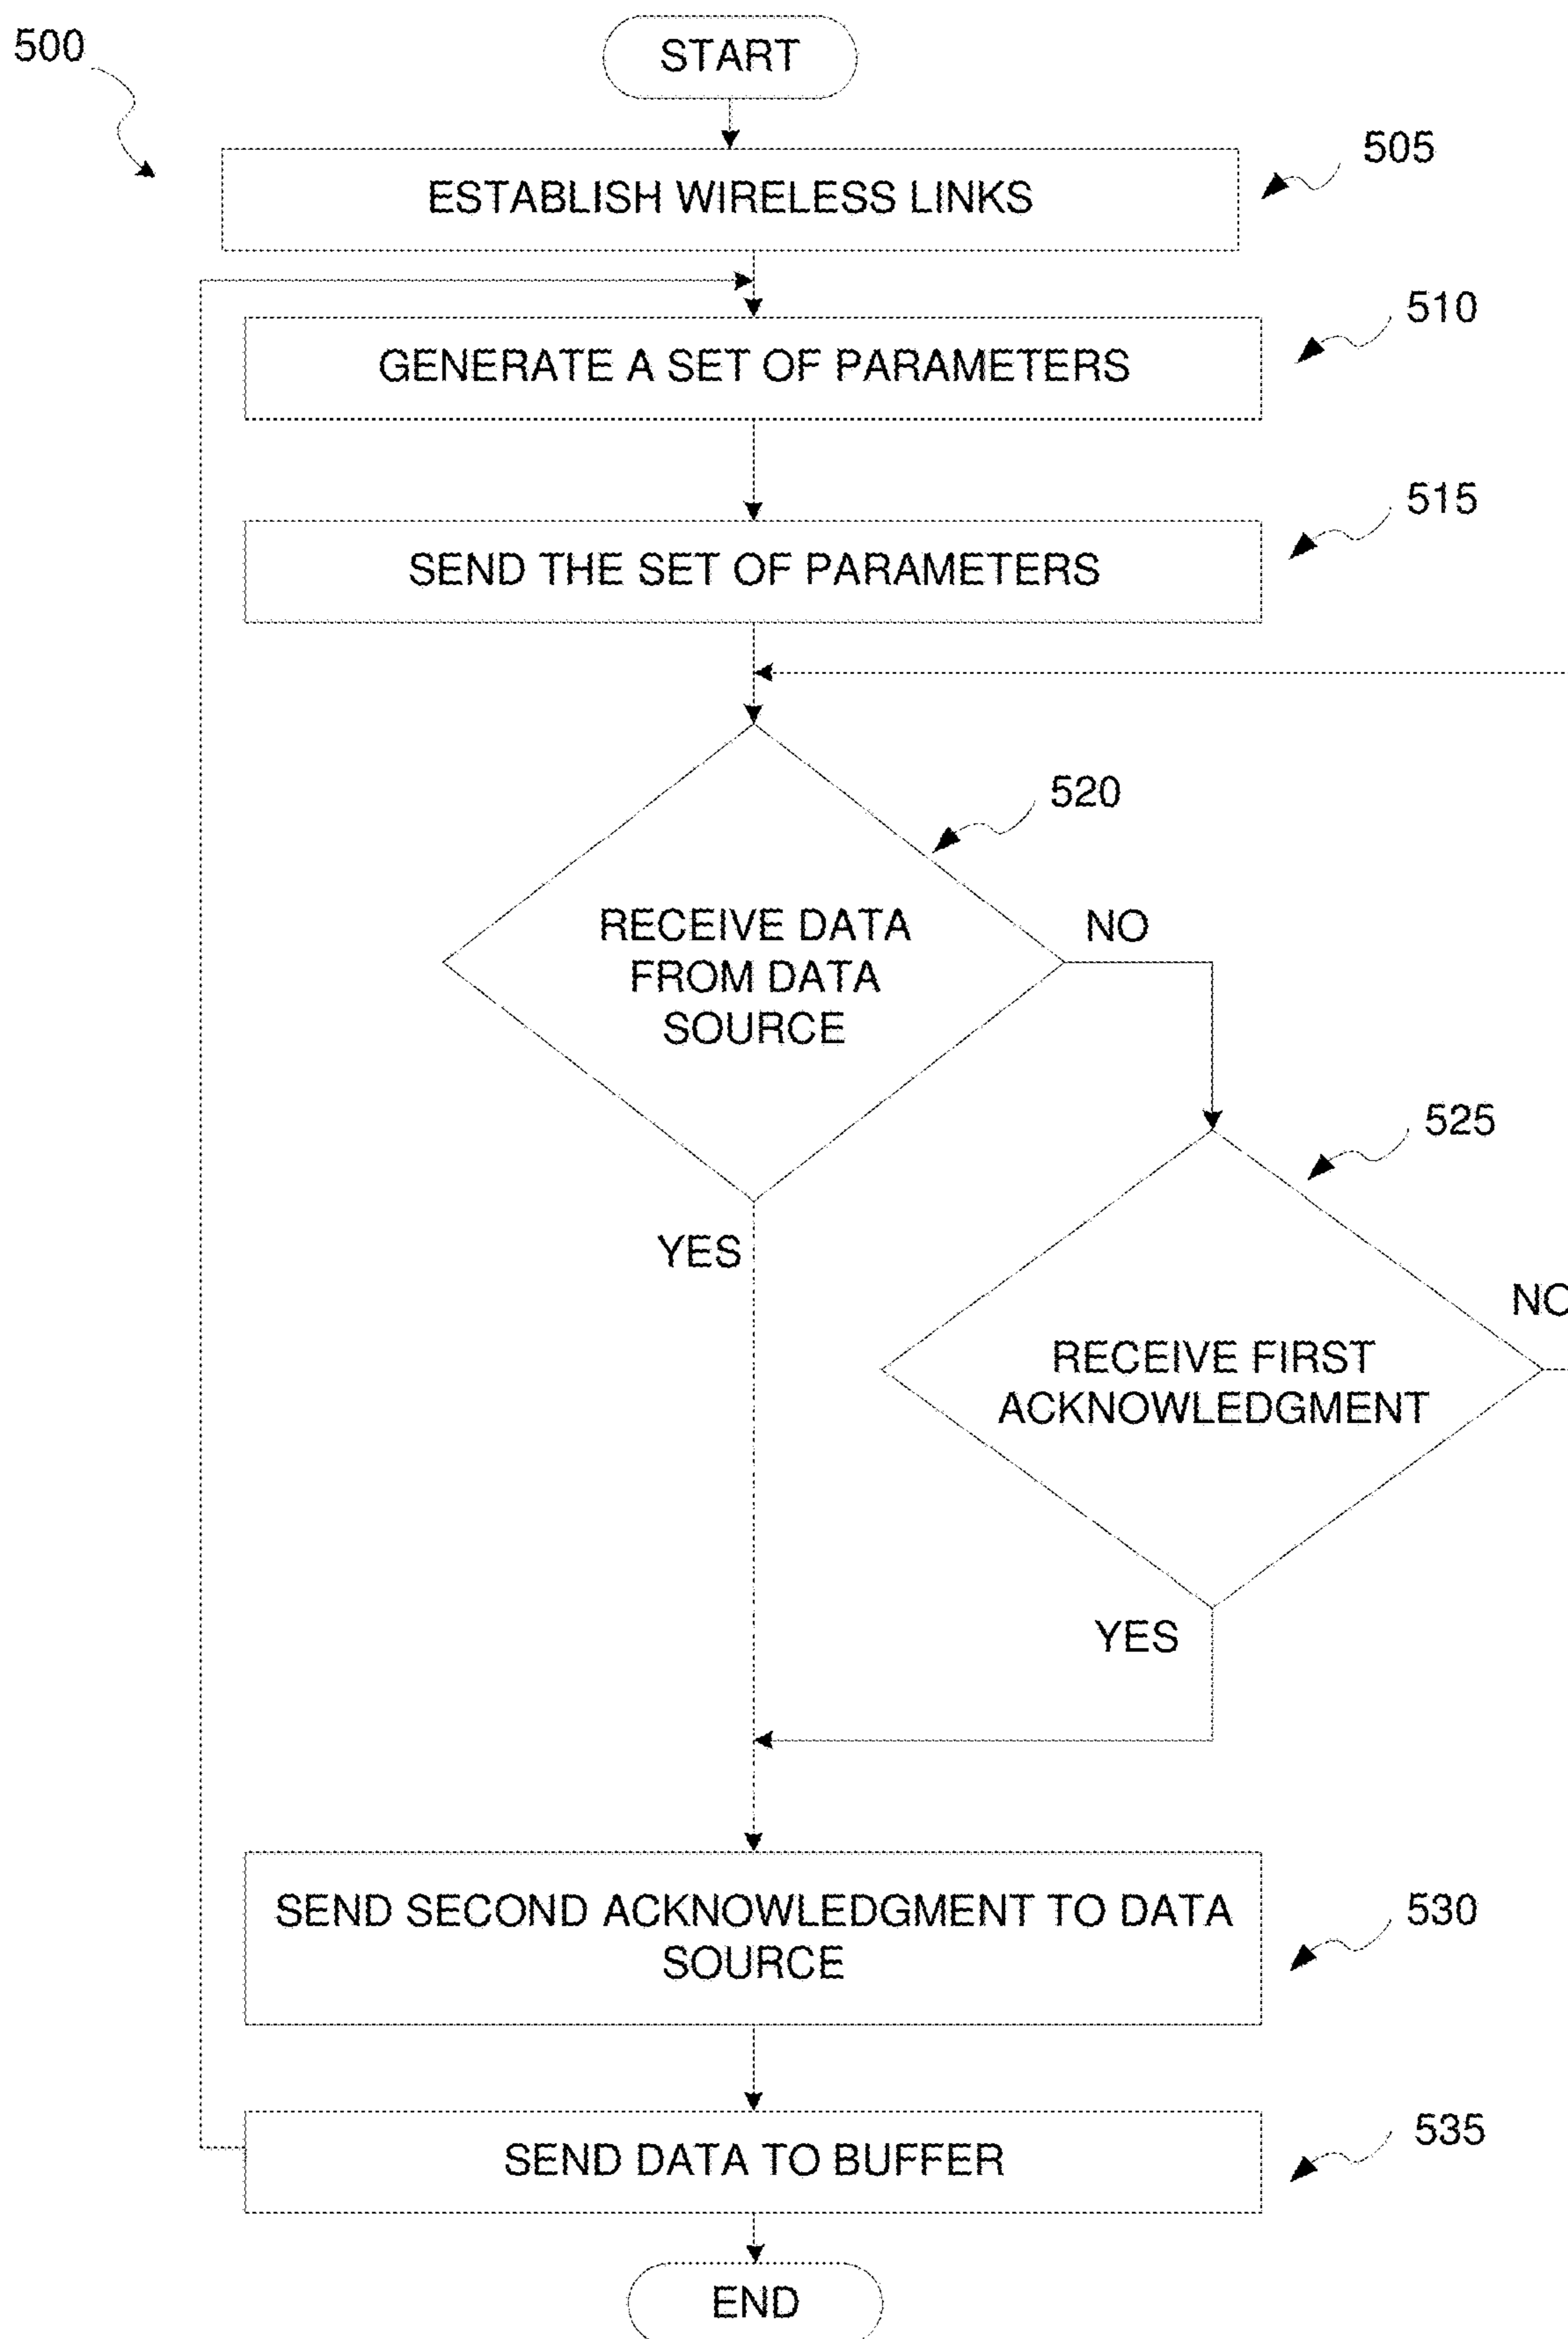 500
START
505
ESTABLISH WIRELESS LINKS
510
GENERATE A SET OF PARAMETERS
515
SEND THE SET OF PARAMETERS
520
RECEIVE DATA
FROM DATA
SOURCE
NO
YES
525
RECEIVE FIRST
ACKNOWLEDGMENT
NO
YES
530
SEND SECOND ACKNOWLEDGMENT TO DATA
SOURCE
535
SEND DATA TO BUFFER
END